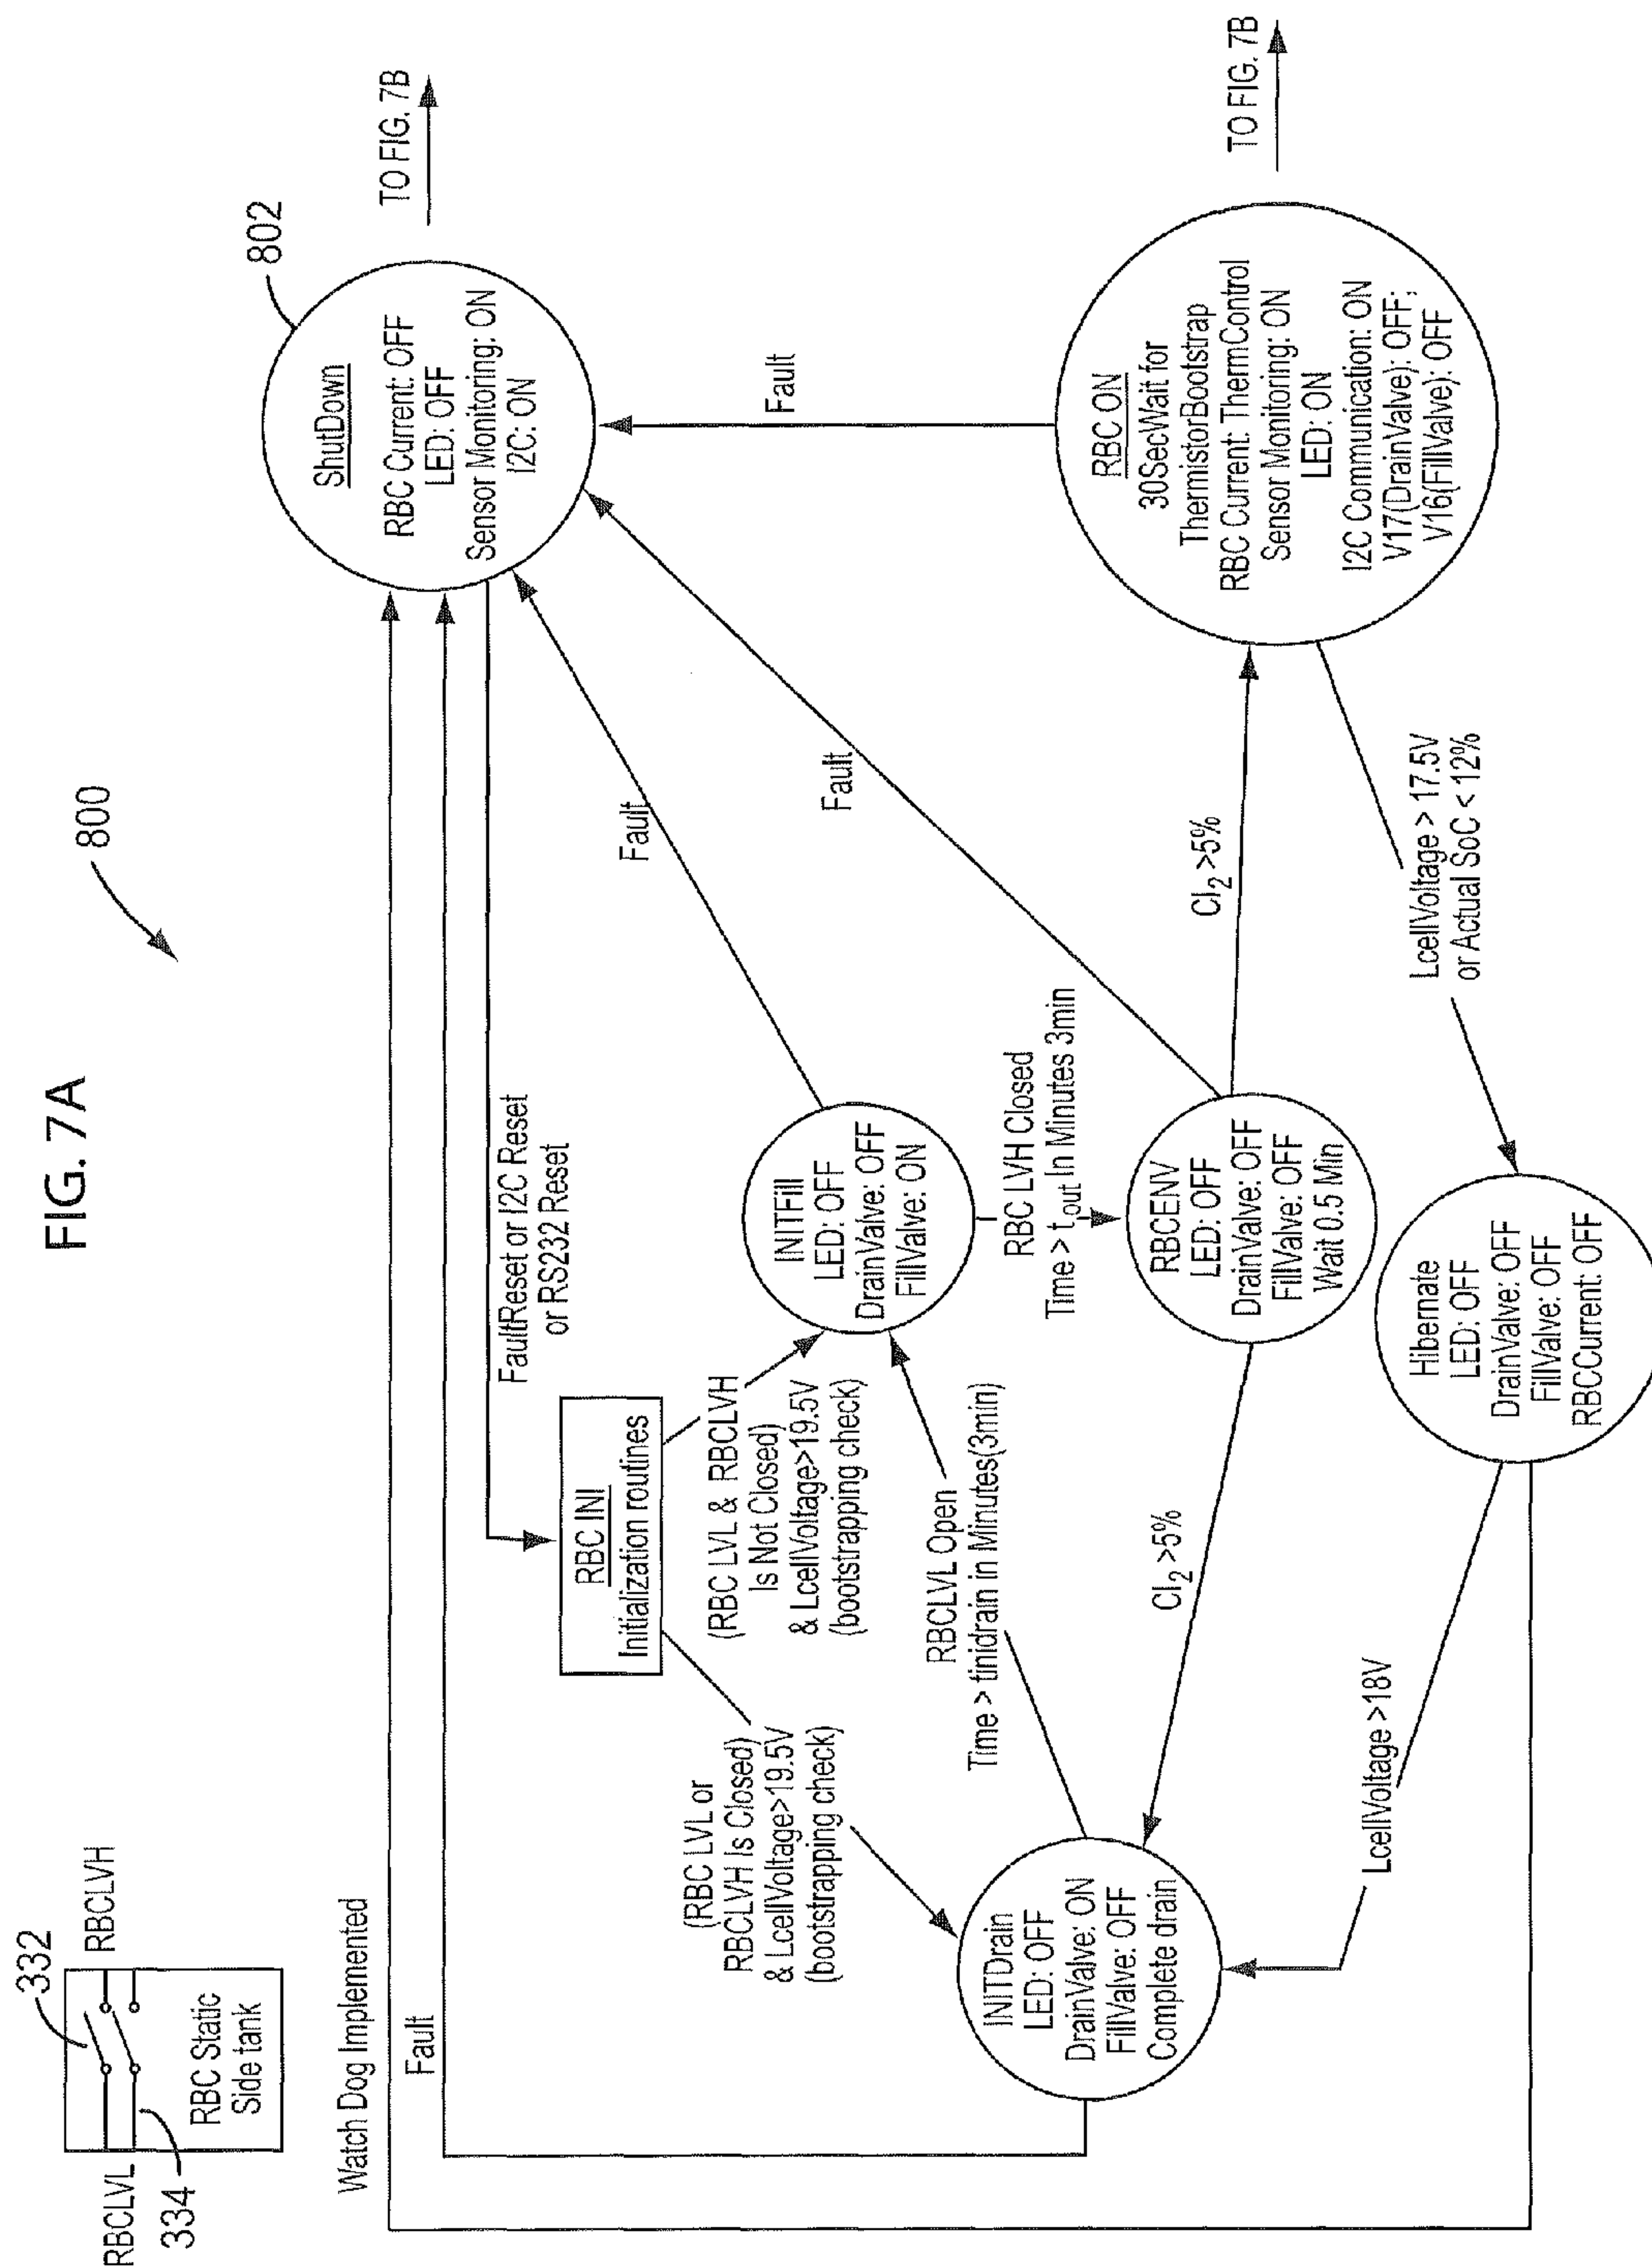 FIG. 7A
800
332
RBCLVL
RBCLVH
334
RBC Static
Side tank
Watch Dog Implemented
Fault
802
ShutDown
RBC Current: OFF
LED: OFF
Sensor Monitoring: ON
I2C: ON
TO FIG. 7B
FaultReset or I2C Reset
or RS232 Reset
RBC INI
Initialization routines
(RBC LVL or
RBCLVH Is Closed)
& LcellVoltage>19.5V
(bootstrapping check)
(RBC LVL & RBCLVH
Is Not Closed)
& LcellVoltage>19.5V
(bootstrapping check)
INITFill
LED: OFF
DrainValve: OFF
FillValve: ON
Fault
RBCLVL Open
Time > tinidrain in Minutes(3min)
RBC LVH Closed
Time > tout In Minutes 3min
Fault
Fault
INITDrain
LED: OFF
DrainValve: ON
FillValve: OFF
Complete drain
Cl2 >5%
RBCENV
LED: OFF
DrainValve: OFF
FillValve: OFF
Wait 0.5 Min
Cl2 >5%
RBC ON
30SecWait for
ThermistorBootstrap
RBC Current: ThermControl
Sensor Monitoring: ON
LED: ON
I2C Communication: ON
V17(DrainValve): OFF;
V16(FillValve): OFF
TO FIG. 7B
LcellVoltage >18V
Hibernate
LED: OFF
DrainValve: OFF
FillValve: OFF
RBCCurrent: OFF
LcellVoltage > 17.5V
or Actual SoC < 12%